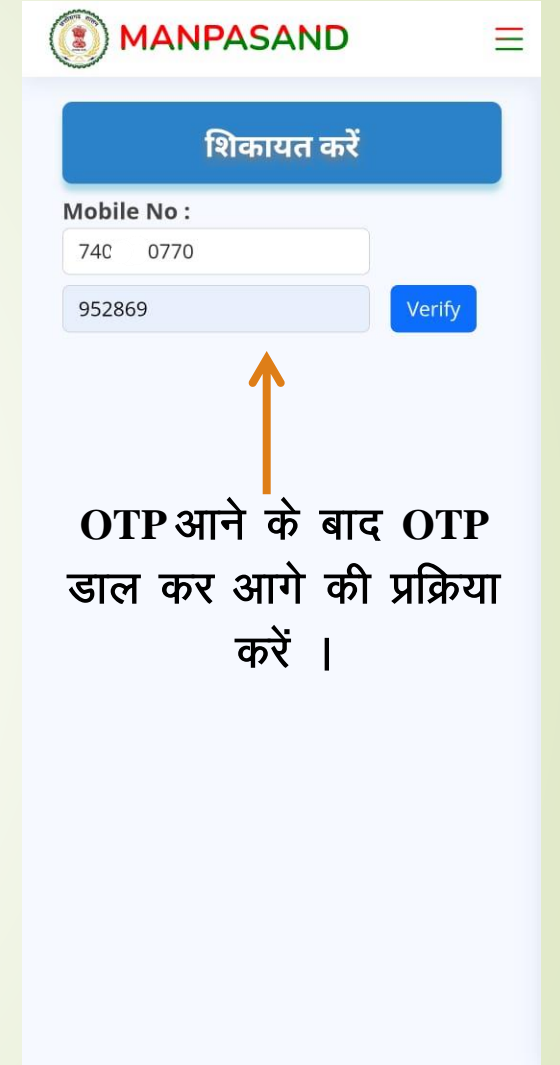 MANPASAND
शिकायत करें
Mobile No :
740 0770
952869 Verify
OTP आने के बाद OTP
डाल कर आगे की प्रक्रिया
करें ।